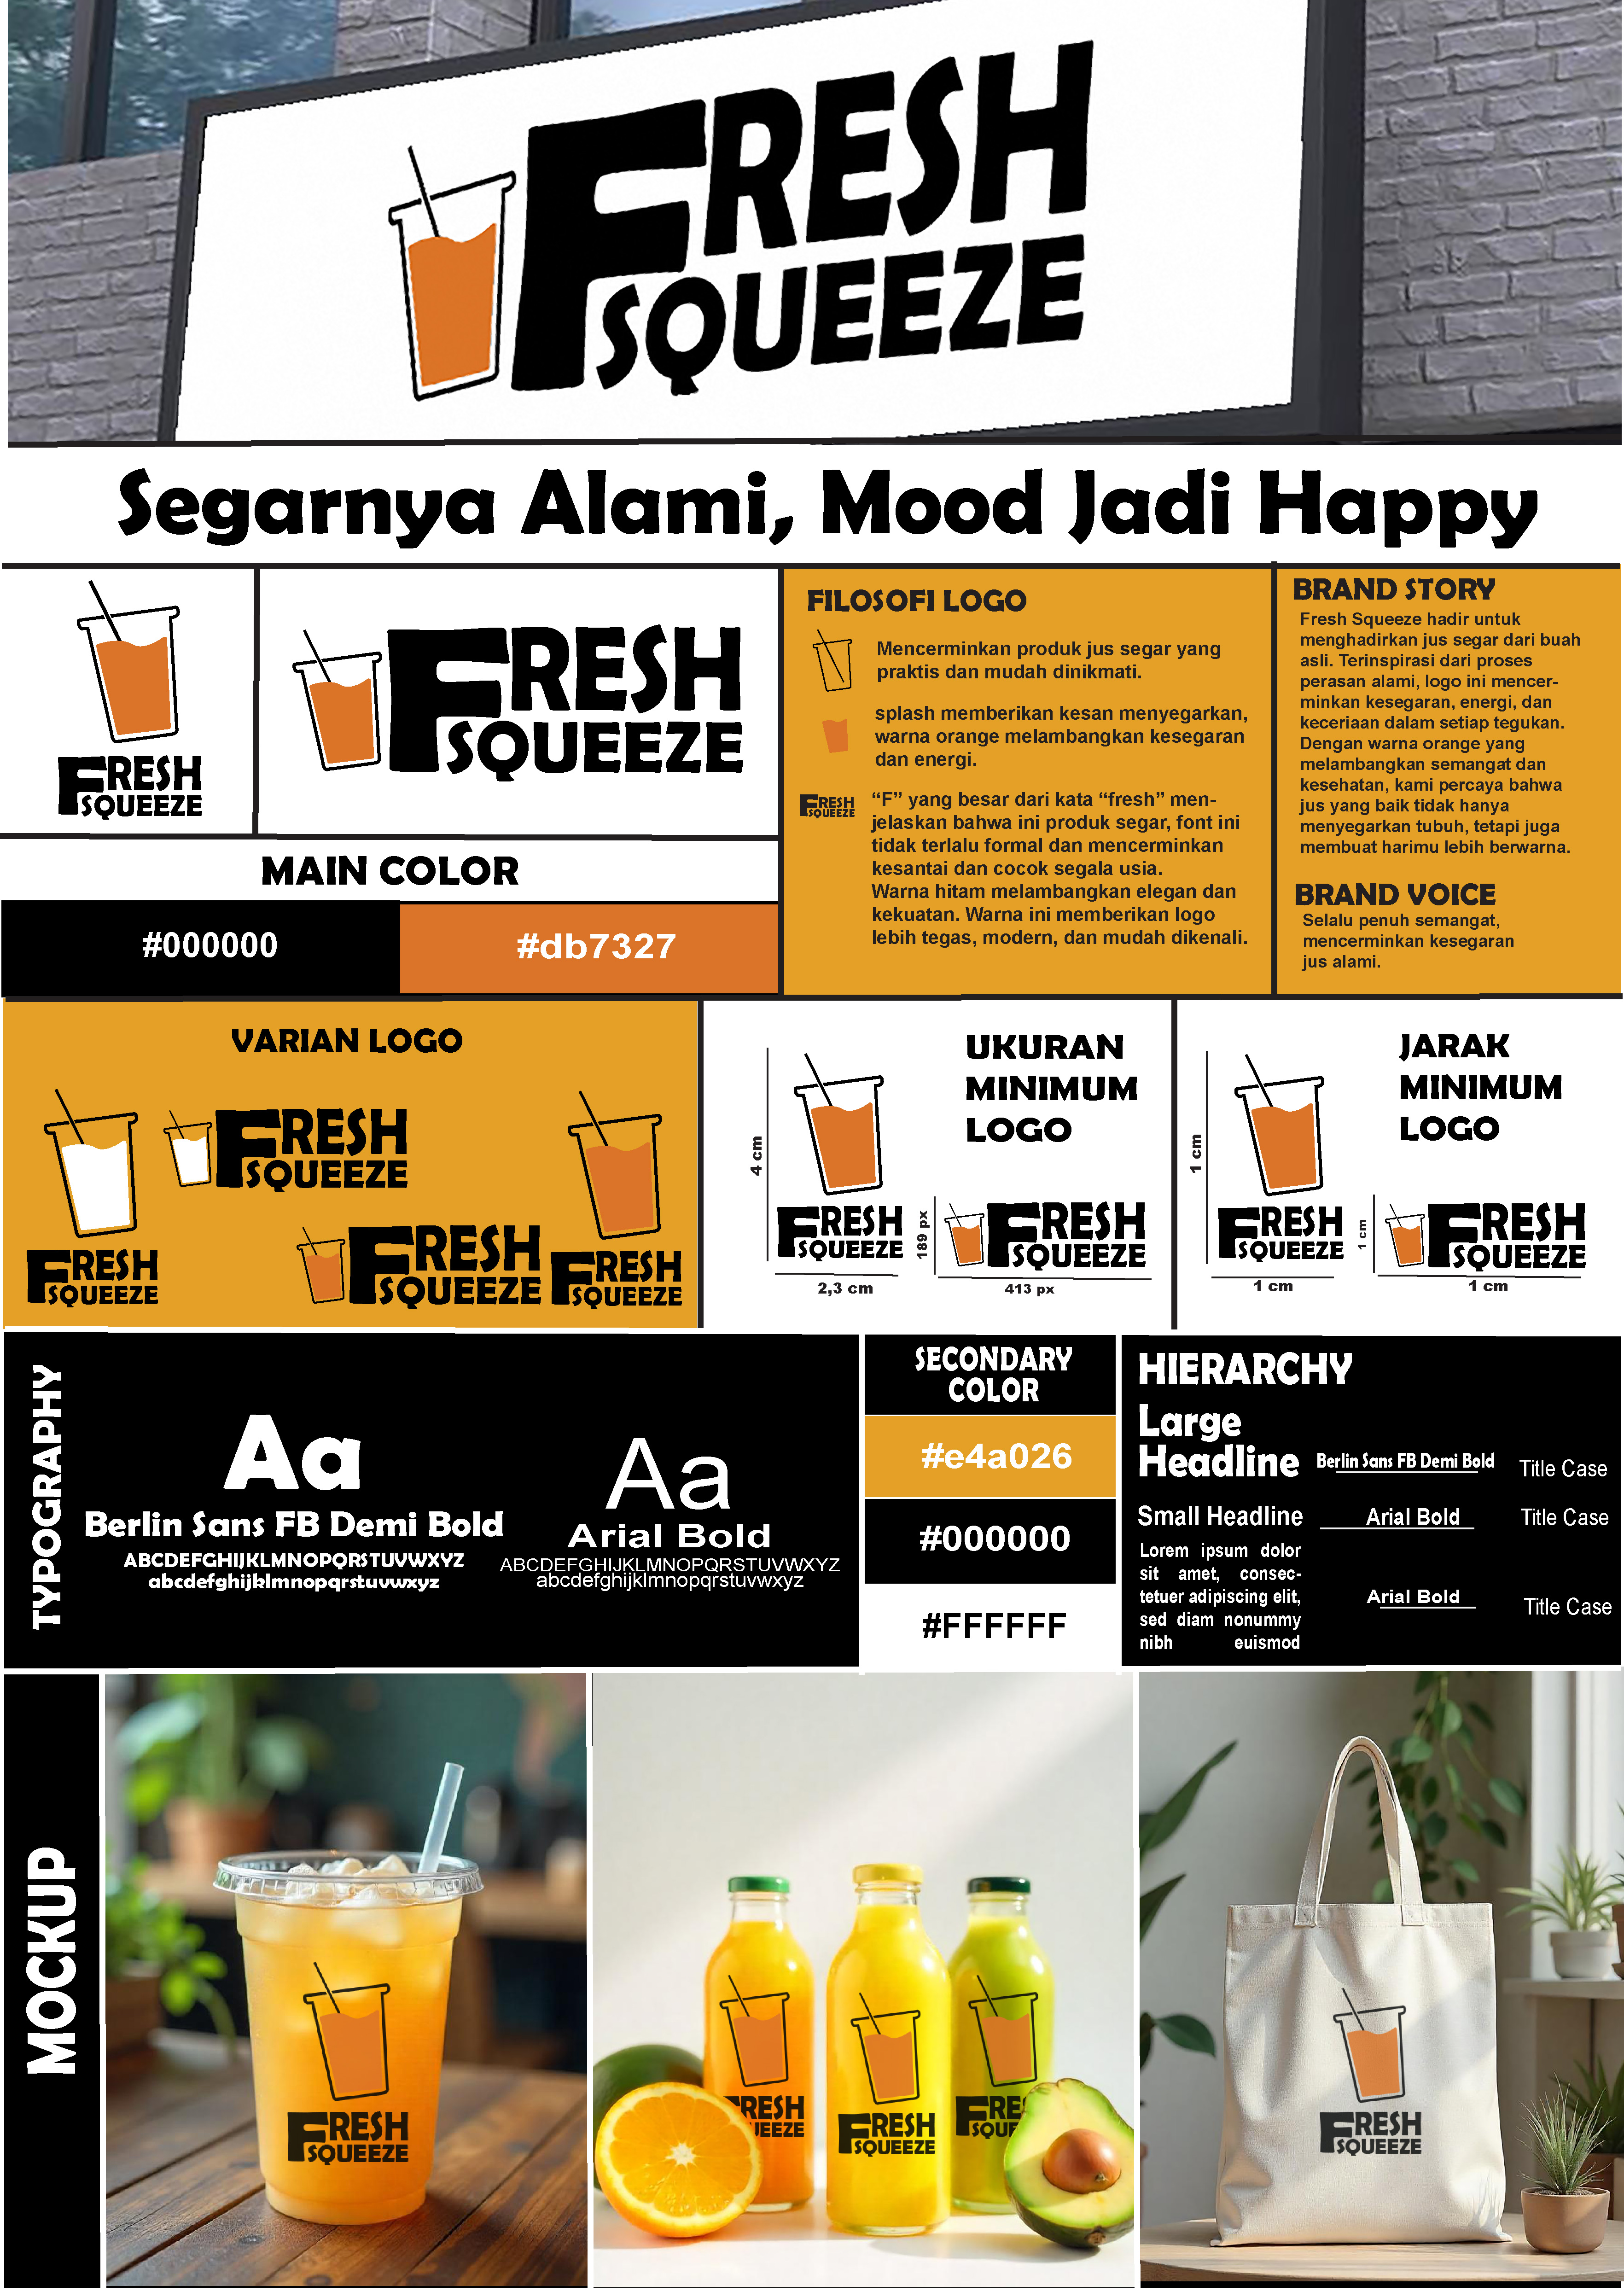 FRESH
SQUEEZE
Segarnya Alami, Mood Jadi Happy
FRESH
SQUEEZE
FRESH
SQUEEZE
MAIN COLOR
#000000
#db7327
FILOSOFI LOGO
Mencerminkan produk jus segar yang
praktis dan mudah dinikmati.
splash memberikan kesan menyegarkan,
warna orange melambangkan kesegaran
dan energi.
FRESH
SQUEEZE
“F” yang besar dari kata “fresh” men-
jelaskan bahwa ini produk segar, font ini
tidak terlalu formal dan mencerminkan
kesantai dan cocok segala usia.
Warna hitam melambangkan elegan dan
kekuatan. Warna ini memberikan logo
lebih tegas, modern, dan mudah dikenali.
BRAND STORY
Fresh Squeeze hadir untuk
menghadirkan jus segar dari buah
asli. Terinspirasi dari proses
perasan alami, logo ini mencer-
minkan kesegaran, energi, dan
keceriaan dalam setiap tegukan.
Dengan warna orange yang
melambangkan semangat dan
kesehatan, kami percaya bahwa
jus yang baik tidak hanya
menyegarkan tubuh, tetapi juga
membuat harimu lebih berwarna.
BRAND VOICE
Selalu penuh semangat,
mencerminkan kesegaran
jus alami.
VARIAN LOGO
FRESH
SQUEEZE
FRESH
SQUEEZE
FRESH
SQUEEZE
FRESH
SQUEEZE
UKURAN
MINIMUM
LOGO
4 cm
FRESH
SQUEEZE
2,3 cm
189 px
FRESH
SQUEEZE
413 px
JARAK
MINIMUM
LOGO
1 cm
FRESH
SQUEEZE
1 cm
1 cm
FRESH
SQUEEZE
1 cm
TYPOGRAPHY
Aa
Berlin Sans FB Demi Bold
ABCDEFGHIJKLMNOPQRSTUVWXYZ
abcdefghijklmnopqrstuvwxyz
Aa
Arial Bold
ABCDEFGHIJKLMNOPQRSTUVWXYZ
abcdefghijklmnopqrstuvwxyz
SECONDARY
COLOR
#e4a026
#000000
#FFFFFF
HIERARCHY
Large
Headline
Berlin Sans FB Demi Bold
Title Case
Small Headline
Arial Bold
Title Case
Lorem ipsum dolor
sit amet, consec-
tetuer adipiscing elit,
sed diam nonummy
nibh euismod
Arial Bold
Title Case
MOCKUP
FRESH
SQUEEZE
RESH
UEEZE
FRESH
SQUEEZE
FRE
SQUE
FRESH
SQUEEZE